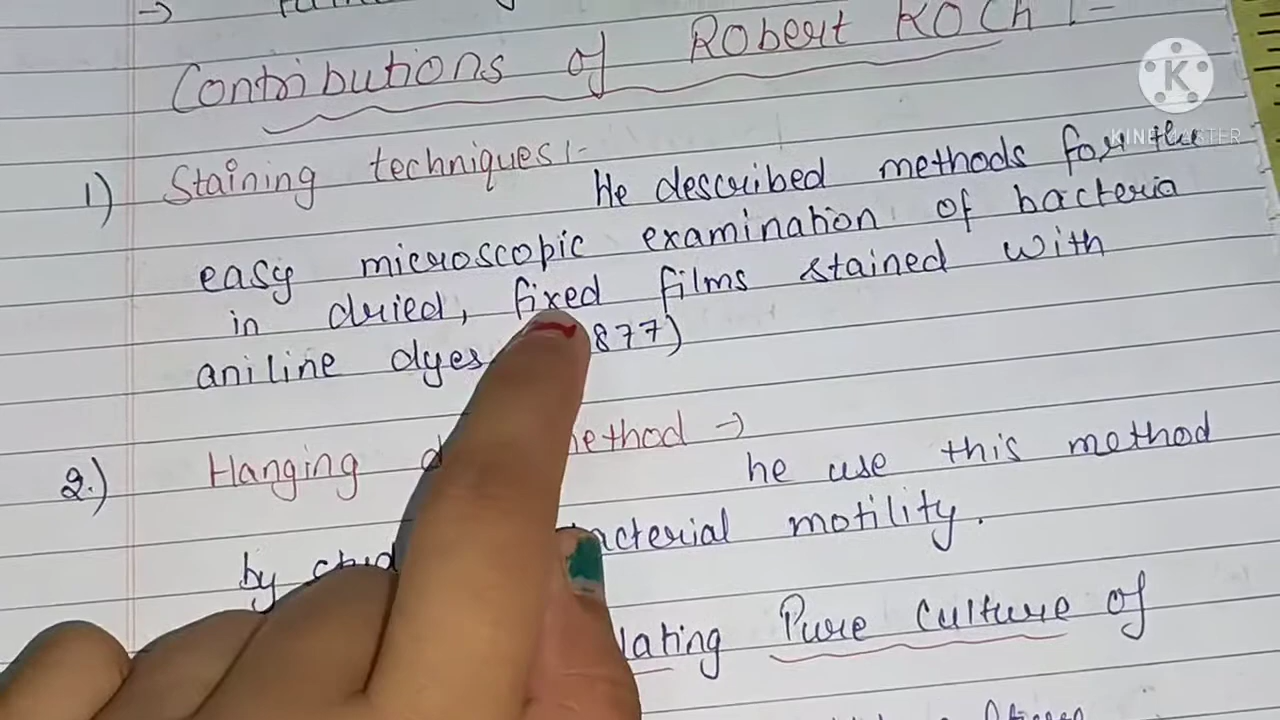 Contributions of Robert KOCh :-
K
KINEMASTER
1) Staining techniques :-
He described methods for the
easy microscopic examination of bacteria
in dried, fixed films stained with
aniline dyes 877)
2.) Hanging d ethod →
he use this method
by acterial motility.
lating Pure culture of